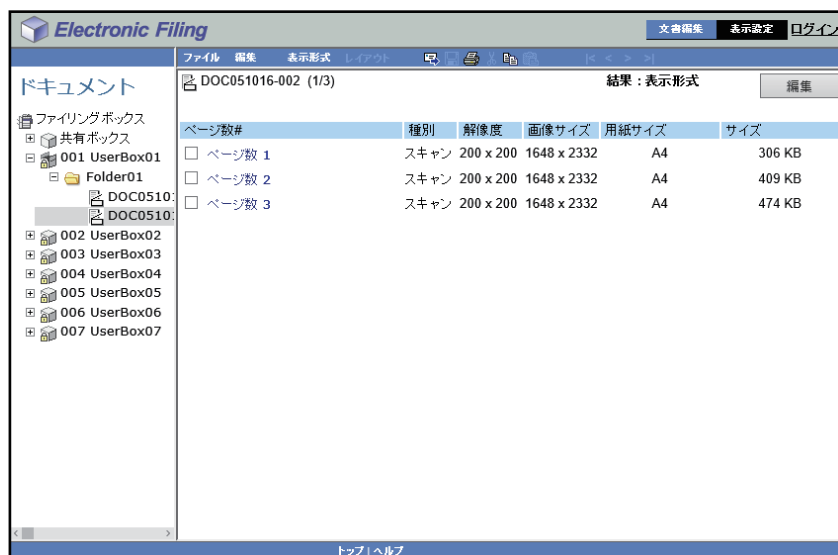 Electronic Filing
文書編集 表示設定 ログイン
ファイル 編集 表示形式 レイアウト
ドキュメント
ファイリングボックス
共有ボックス
001 UserBox01
Folder01
DOC0510
DOC0510
002 UserBox02
003 UserBox03
004 UserBox04
005 UserBox05
006 UserBox06
007 UserBox07
DOC051016-002 (1/3) 結果:表示形式 編集
ページ数# 種別 解像度 画像サイズ 用紙サイズ サイズ
ページ数 1 スキャン 200 x 200 1648 x 2332 A4 306 KB
ページ数 2 スキャン 200 x 200 1648 x 2332 A4 409 KB
ページ数 3 スキャン 200 x 200 1648 x 2332 A4 474 KB
トップ | ヘルプ